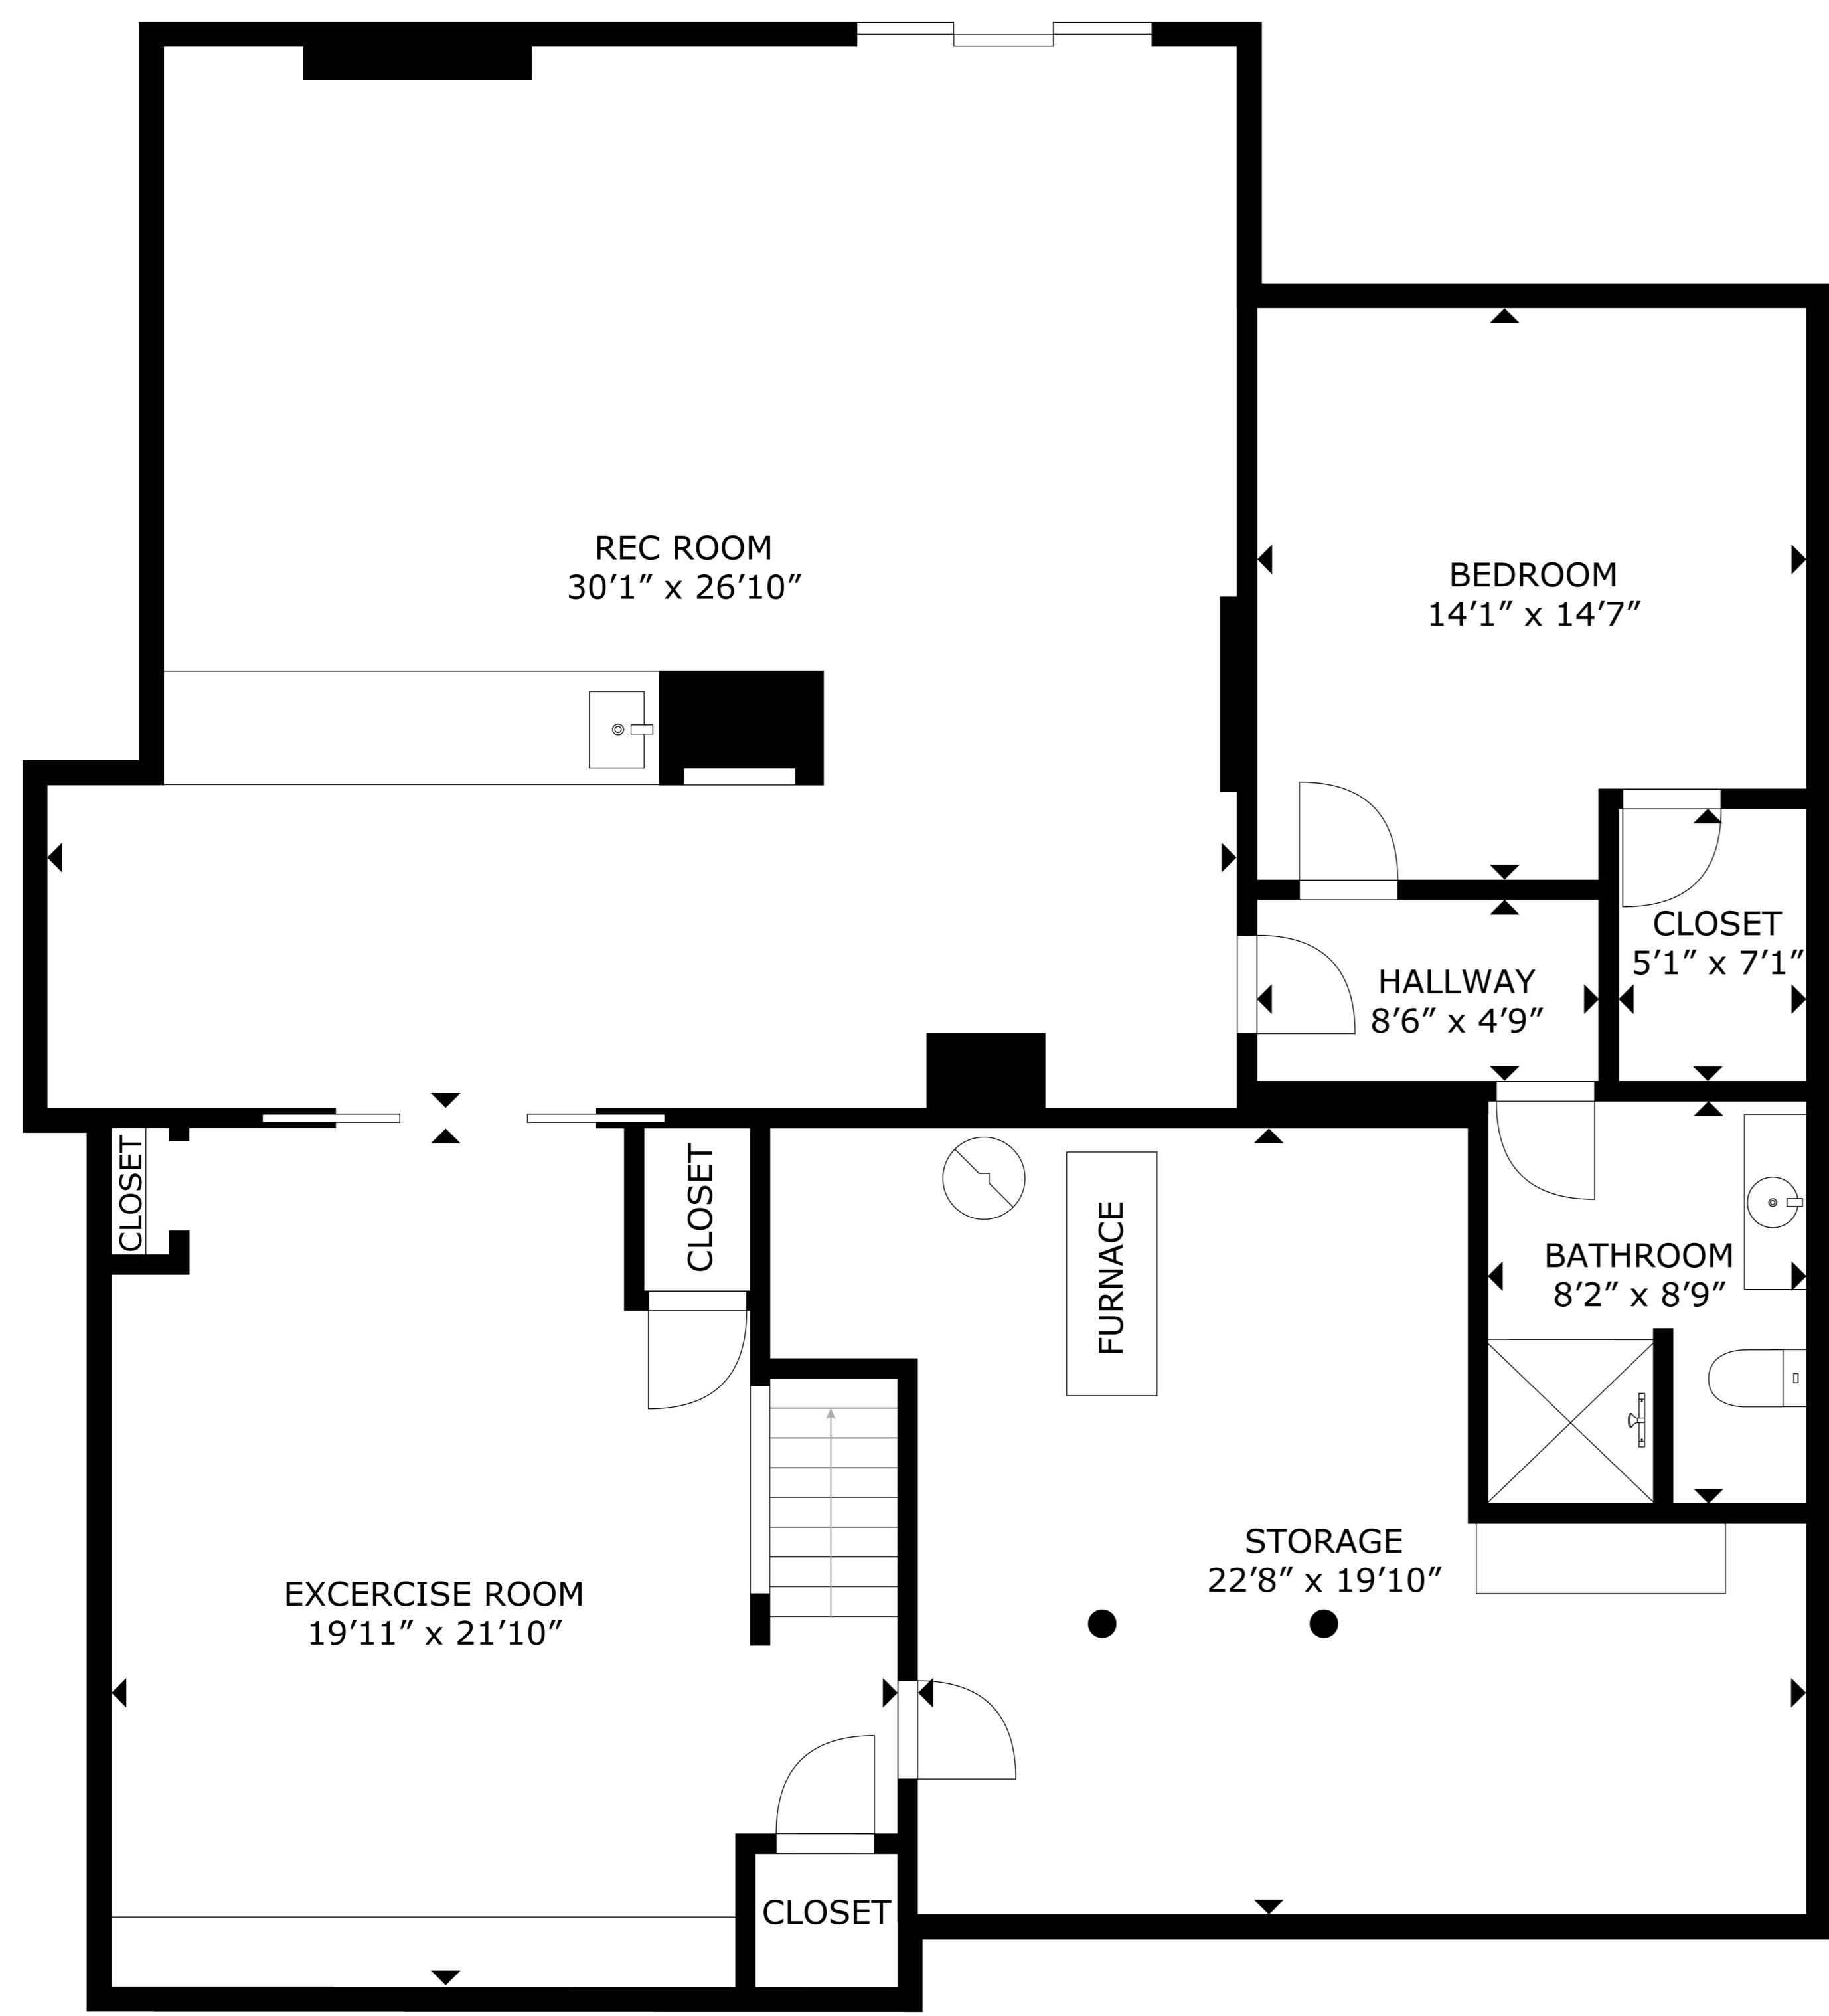 REC ROOM
30′1″ x 26′10″
BEDROOM
14′1″ x 14′7″
CLOSET
5′1″ x 7′1″
HALLWAY
8′6″ x 4′9″
CLOSET
CLOSET
FURNACE
BATHROOM
8′2″ x 8′9″
STORAGE
22′8″ x 19′10″
EXCERCISE ROOM
19′11″ x 21′10″
CLOSET